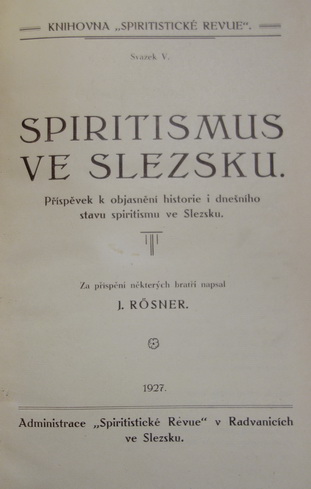 KNIHOVNA „SPIRITISTICKÉ REVUE“.
Svazek V.
SPIRITISMUS
VE SLEZSKU.
Příspěvek k objasnění historie i dnešního
stavu spiritismu ve Slezsku.
Za přispění některých bratří napsal
J. RÖSNER.
1927.
Administrace „Spiritistické Revue“ v Radvanicích
ve Slezsku.